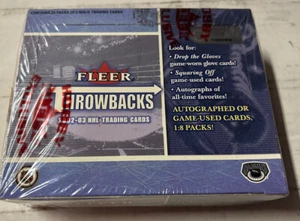 FLEER
THROWBACKS
02-03 NHL TRADING CARDS
Look for:
• Drop the Gloves
game-worn glove cards!
• Squaring Off
game-used cards!
• Autographs of
all-time favorites!
AUTOGRAPHED OR
GAME-USED CARDS,
1:8 PACKS!